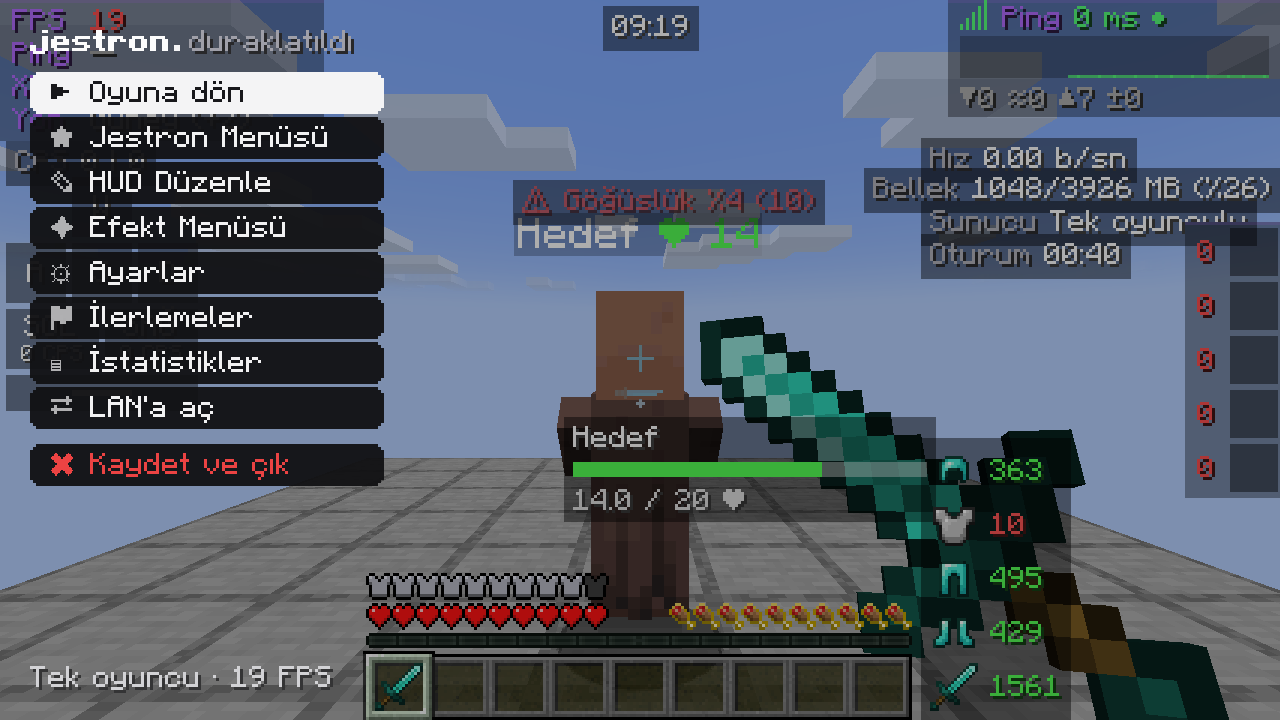 FPS 19
jestron. duraklatıldı
Ping
Oyuna dön
Jestron Menüsü
HUD Düzenle
Efekt Menüsü
Ayarlar
İlerlemeler
İstatistikler
LAN'a aç
Kaydet ve çık
Tek oyuncu · 19 FPS
09:19
Göğüslük %4 (10)
Hedef ♥ 14
Hedef
14.0 / 20 ♥
Ping 0 ms
▼0 ≈0 ▲7 ±0
Hız 0.00 b/sn
Bellek 1048/3926 MB (%26)
Sunucu Tek oyunculu
Oturum 00:40
0
0
0
0
0
363
10
495
429
1561